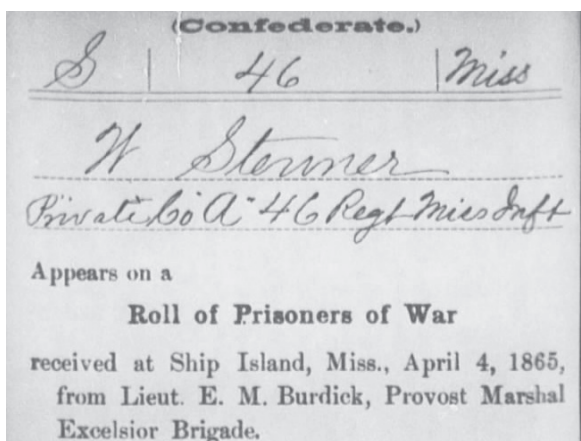 (Confederate.)
S | 46 | Miss
W Stenner
Private Co "A" 46 Regt Miss Inft
Appears on a
Roll of Prisoners of War
received at Ship Island, Miss., April 4, 1865,
from Lieut. E. M. Burdick, Provost Marshal
Excelsior Brigade.